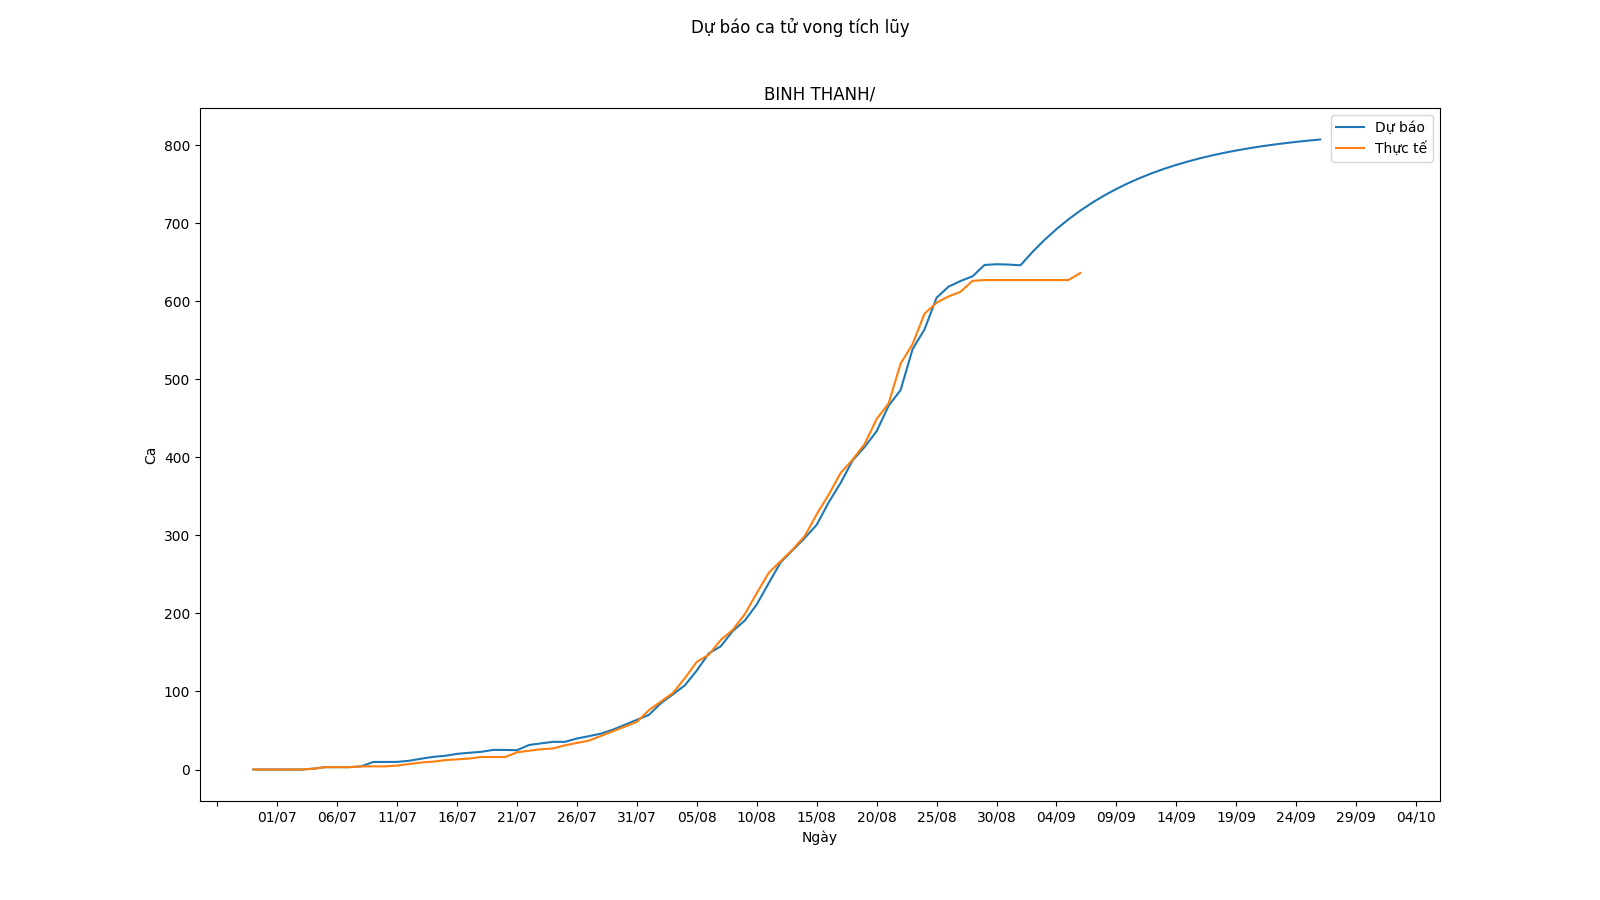 Dự báo ca tử vong tích lũy
BINH THANH/
Dự báo
Thực tế
800
700
600
500
400
300
200
100
0
Ca
01/07 06/07 11/07 16/07 21/07 26/07 31/07 05/08 10/08 15/08 20/08 25/08 30/08 04/09 09/09 14/09 19/09 24/09 29/09 04/10
Ngày